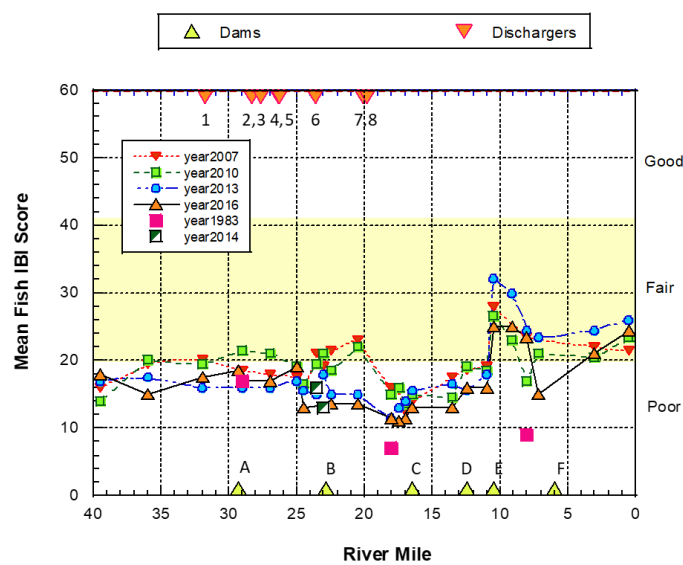 Dams Dischargers
60
1 2,3 4,5 6 7,8
50 Good
year2007
year2010
year2013
year2016
year1983
year2014
40
Mean Fish IBI Score
30 Fair
20
Poor
10
A B C D E F
0
40 35 30 25 20 15 10 5 0
River Mile